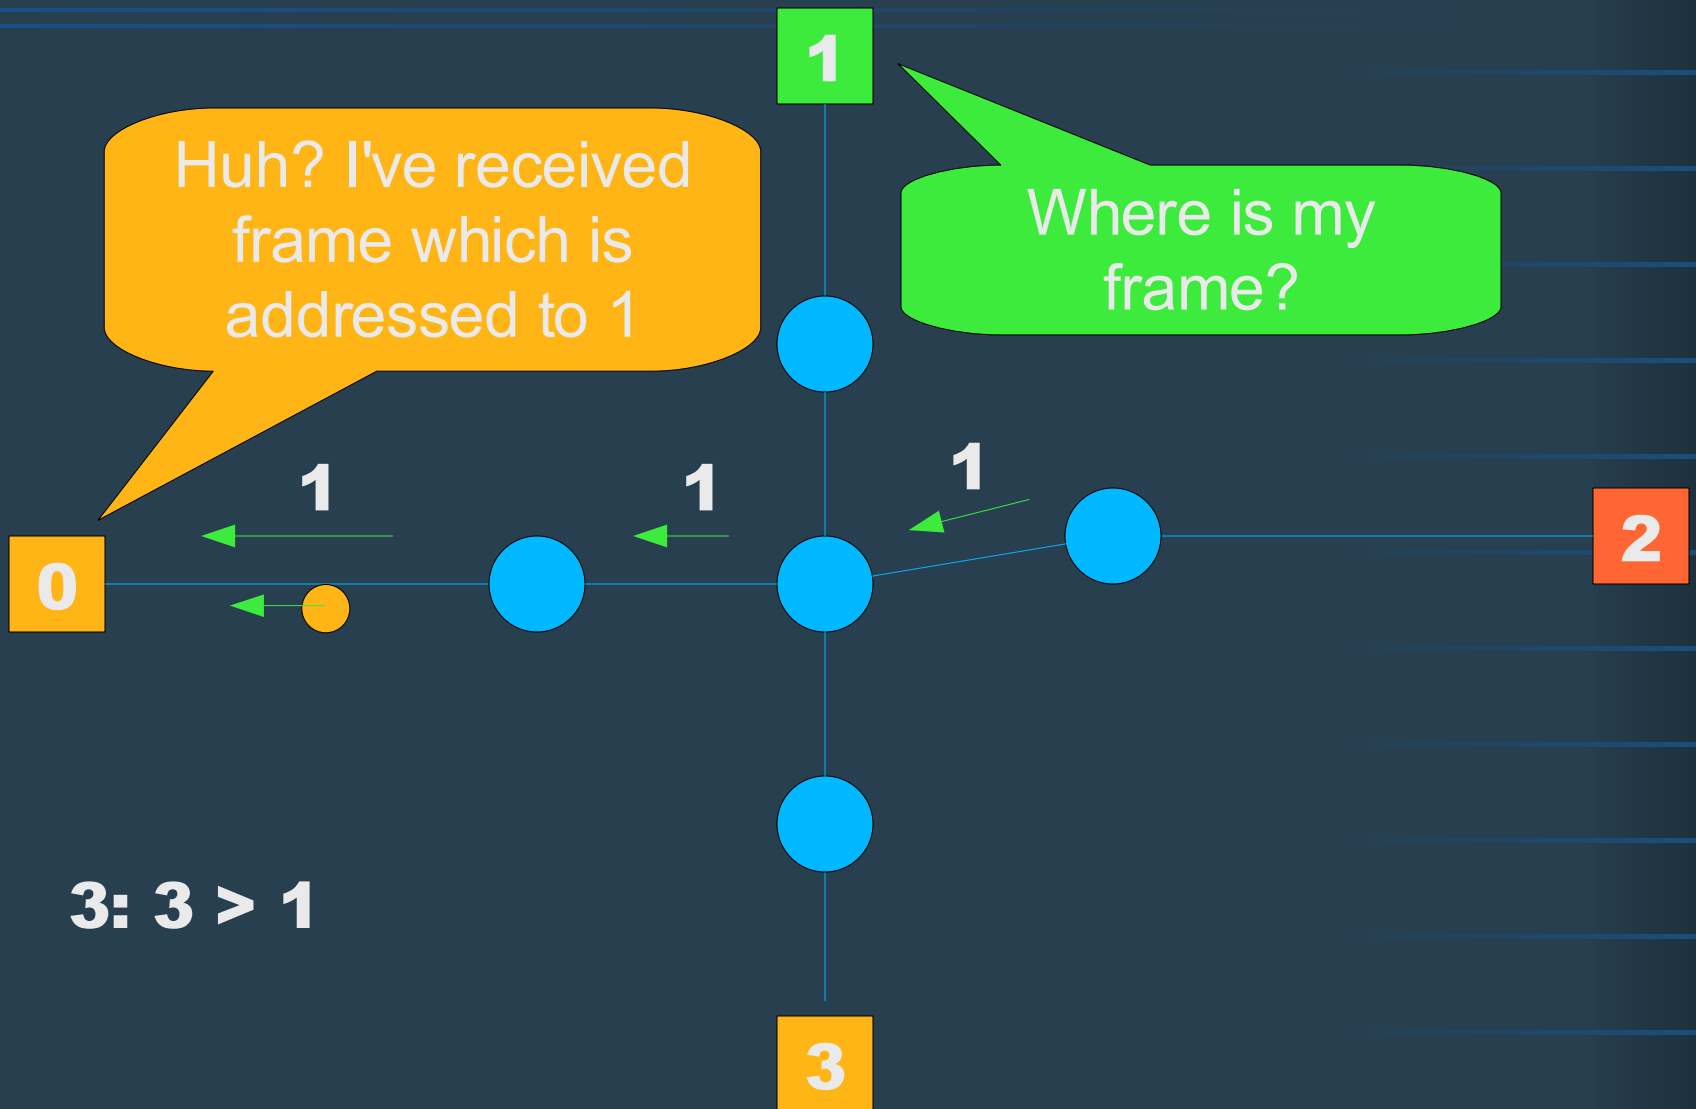 1
Huh? I've received
frame which is
addressed to 1
Where is my
frame?
1
1
1
0
2
3: 3 > 1
3